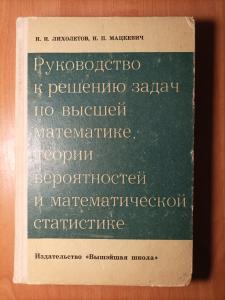 И. И. ЛИХОЛЕТОВ, И. П. МАЦКЕВИЧ
Руководство
к решению задач
по высшей
математике,
теории
вероятностей
и математической
статистике
Издательство «Вышэйшая школа»